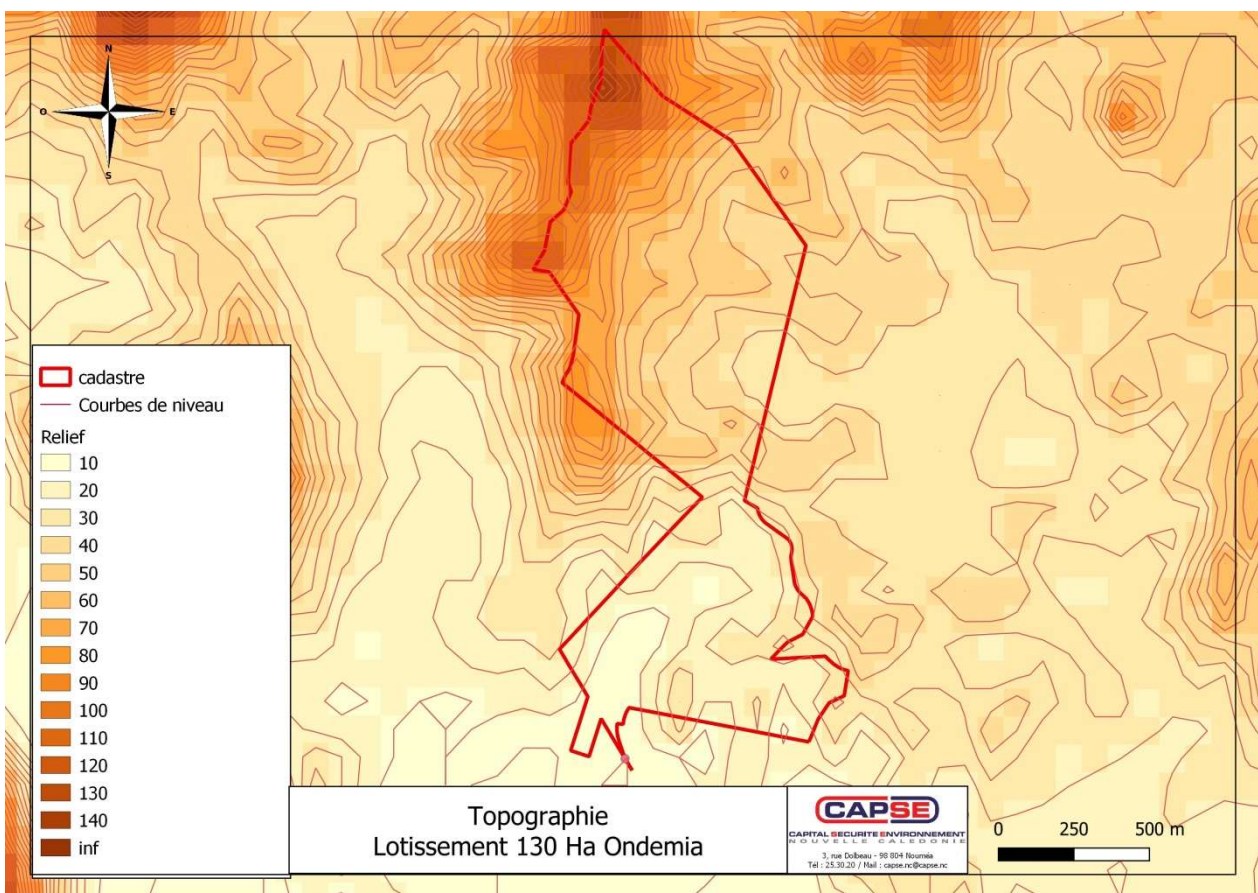 N
O
E
S
cadastre
Courbes de niveau
Relief
10
20
30
40
50
60
70
80
90
100
110
120
130
140
inf
Topographie
Lotissement 130 Ha Ondemia
CAPSE
CAPITAL SECURITE ENVIRONNEMENT
NOUVELLE CALEDONIE
3, rue Dolbeau - 98 804 Nouméa
Tél : 25.30.20 / Mail : capse.nc@capse.nc
0 250 500 m